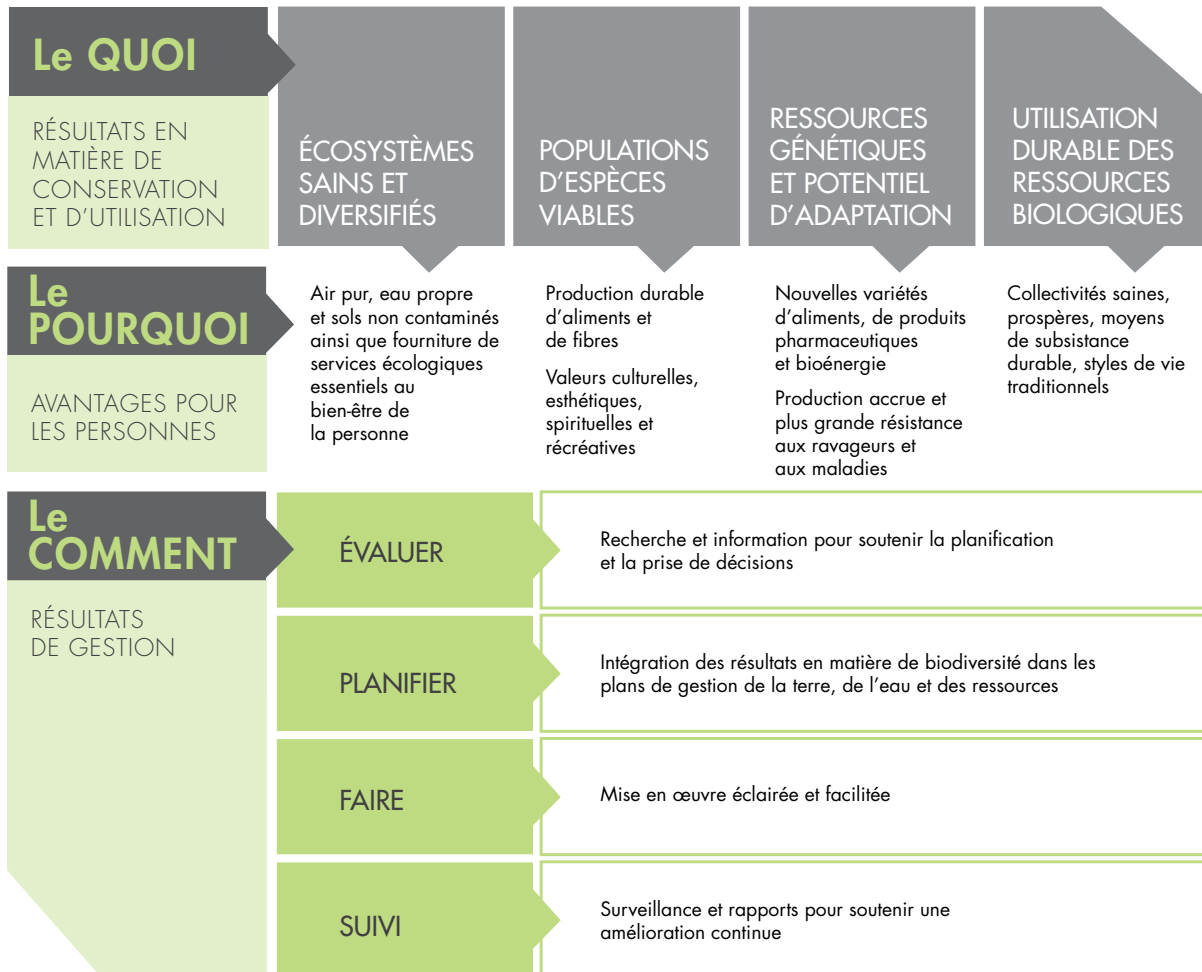 Le QUOI
RÉSULTATS EN
MATIÈRE DE
CONSERVATION
ET D'UTILISATION
ÉCOSYSTÈMES
SAINS ET
DIVERSIFIÉS
POPULATIONS
D'ESPÈCES
VIABLES
RESSOURCES
GÉNÉTIQUES
ET POTENTIEL
D'ADAPTATION
UTILISATION
DURABLE DES
RESSOURCES
BIOLOGIQUES
Le
POURQUOI
AVANTAGES POUR
LES PERSONNES
Air pur, eau propre
et sols non contaminés
ainsi que fourniture de
services écologiques
essentiels au
bien-être de
la personne
Production durable
d'aliments et
de fibres
Valeurs culturelles,
esthétiques,
spirituelles et
récréatives
Nouvelles variétés
d'aliments, de produits
pharmaceutiques
et bioénergie
Production accrue et
plus grande résistance
aux ravageurs et
aux maladies
Collectivités saines,
prospères, moyens
de subsistance
durable, styles de vie
traditionnels
Le
COMMENT
RÉSULTATS
DE GESTION
ÉVALUER
Recherche et information pour soutenir la planification
et la prise de décisions
PLANIFIER
Intégration des résultats en matière de biodiversité dans les
plans de gestion de la terre, de l'eau et des ressources
FAIRE
Mise en œuvre éclairée et facilitée
SUIVI
Surveillance et rapports pour soutenir une
amélioration continue